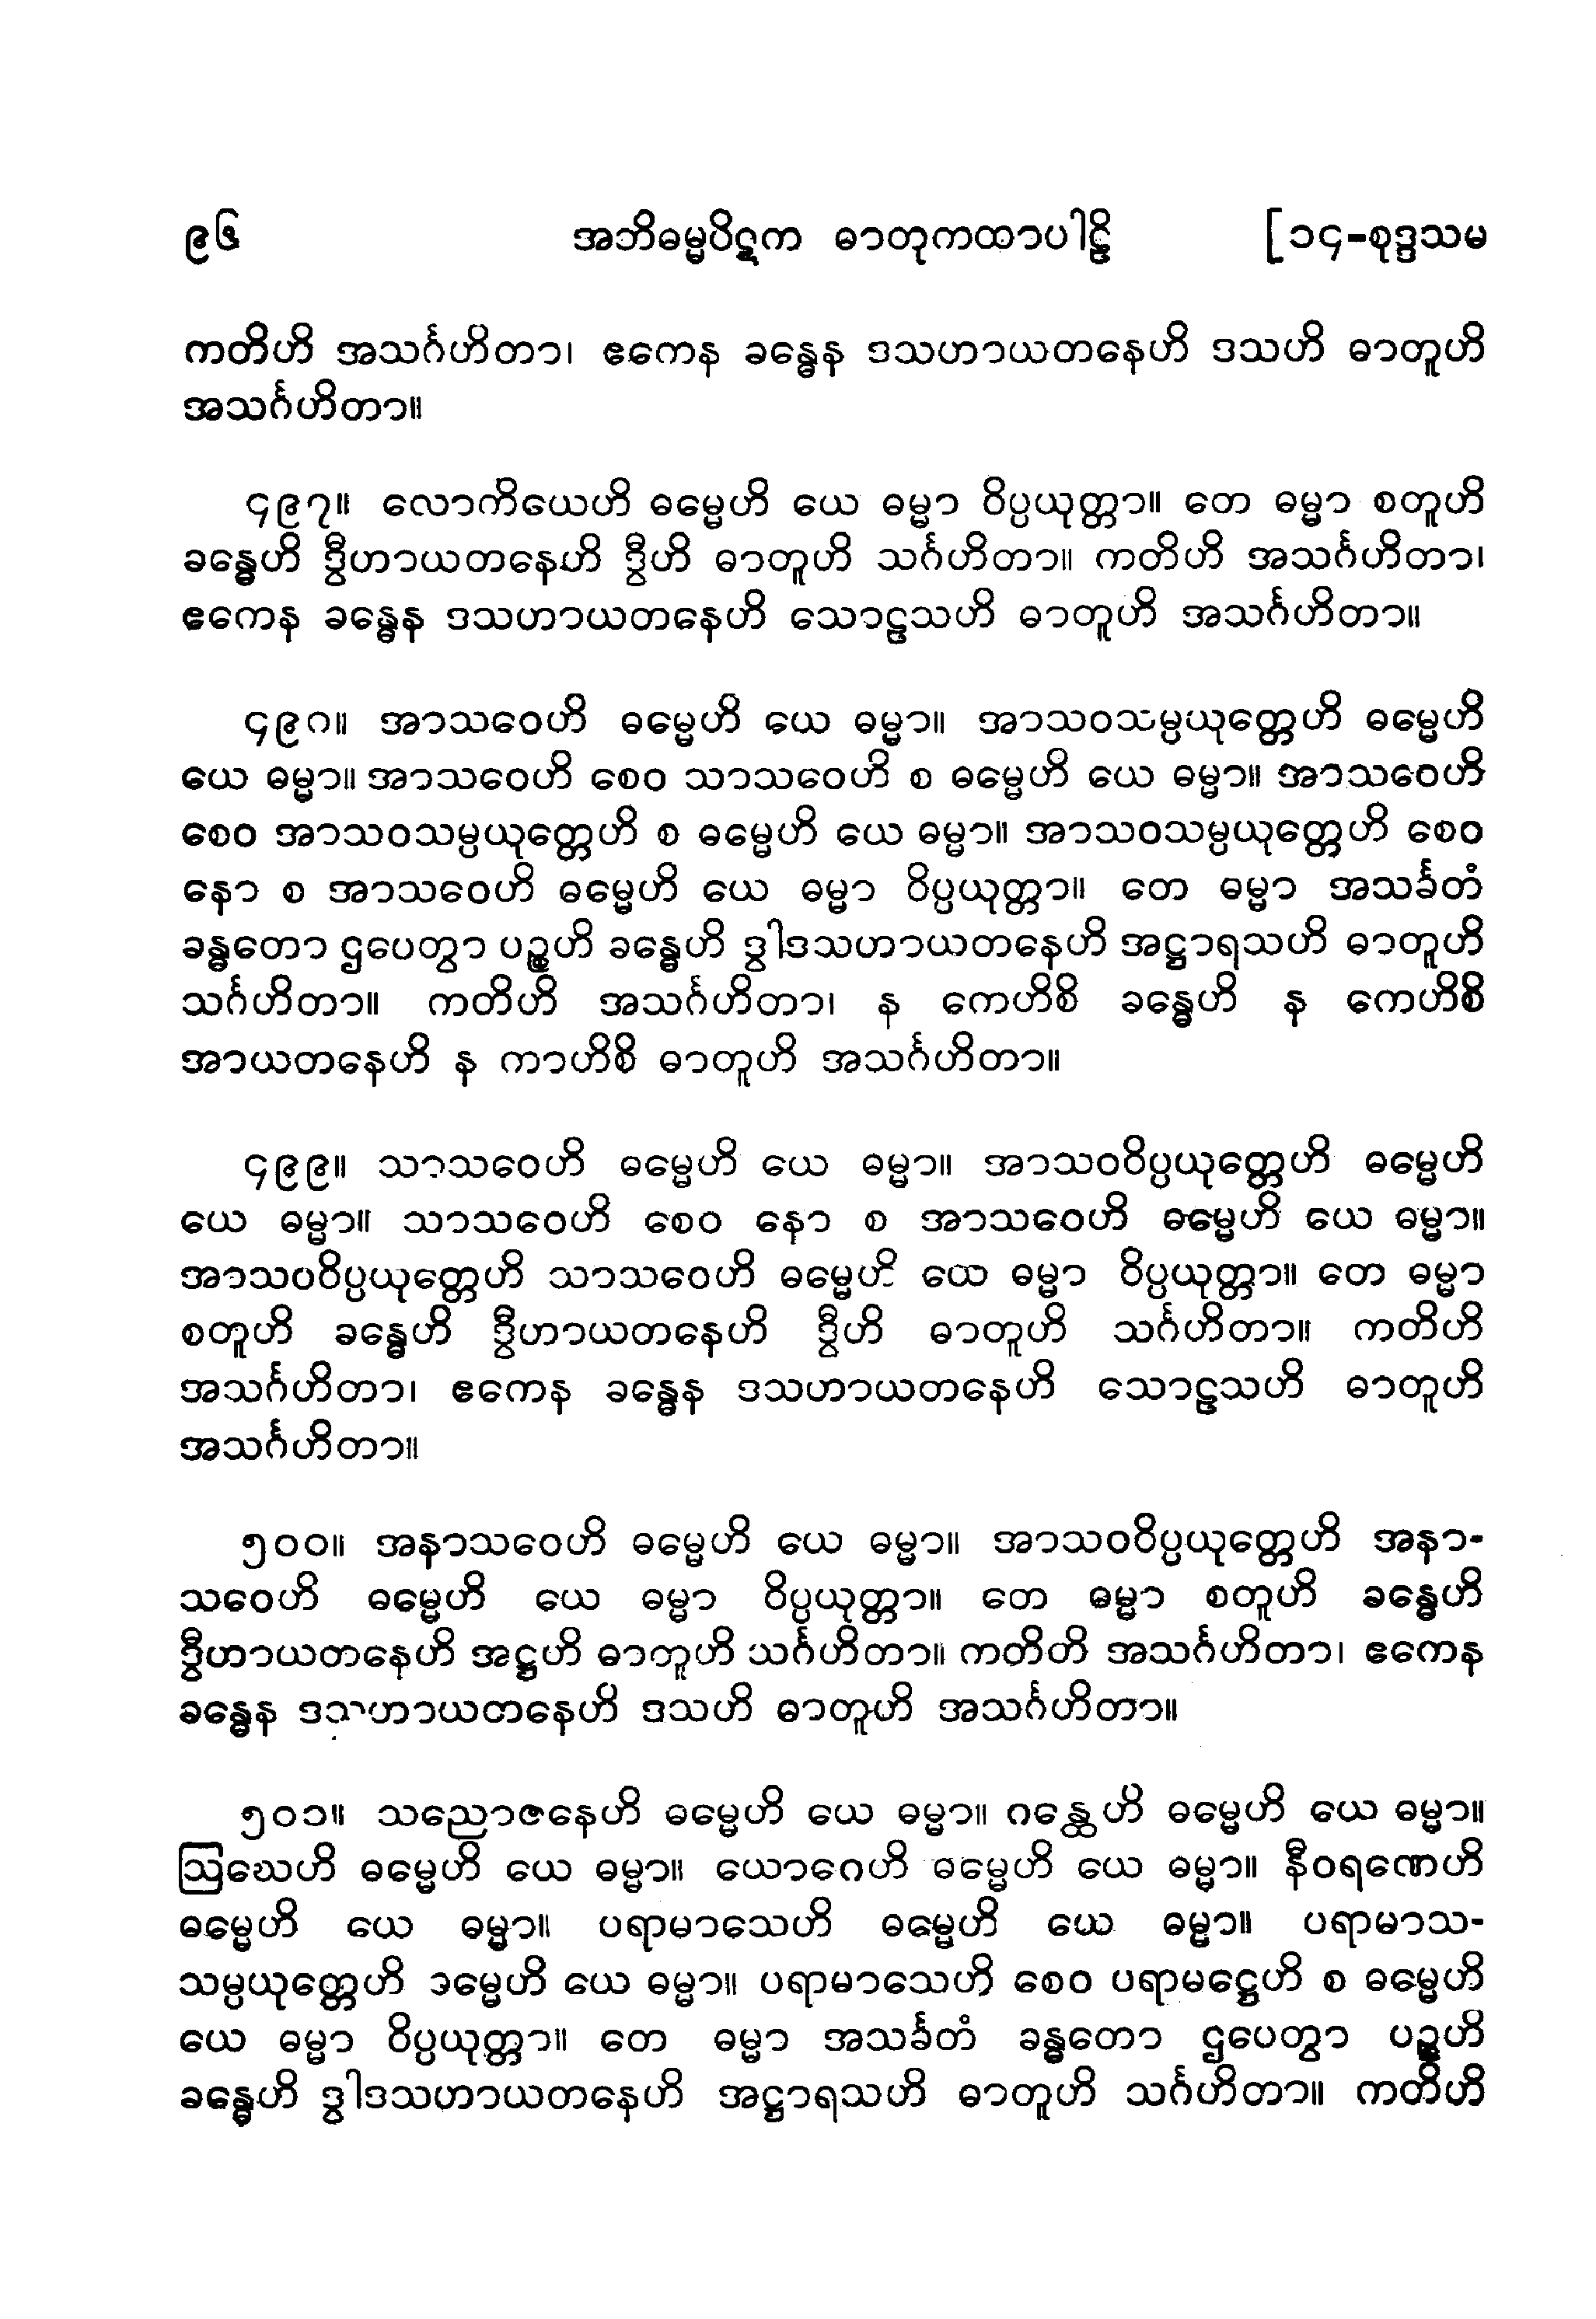 ၉၆ အဘိဓမ္မပိဋက ဓာတုကထာပါဠိ [၁၄-စုဒ္ဒသမ
ကတိဟိ အသင်္ဂဟိတာ၊ ဧကေန ခန္ဓေန ဒသဟာယတနေဟိ ဒသဟိ ဓာတူဟိ
အသင်္ဂဟိတာ။
၄၉၇။ လောကိယေဟိ ဓမ္မေဟိ ယေ ဓမ္မာ ဝိပ္ပယုတ္တာ။ တေ ဓမ္မာ စတူဟိ
ခန္ဓေဟိ ဒွီဟာယတနေဟိ ဒွီဟိ ဓာတူဟိ သင်္ဂဟိတာ။ ကတိဟိ အသင်္ဂဟိတာ၊
ဧကေန ခန္ဓေန ဒသဟာယတနေဟိ သောဠသဟိ ဓာတူဟိ အသင်္ဂဟိတာ။
၄၉၈။ အာသဝေဟိ ဓမ္မေဟိ ယေ ဓမ္မာ။ အာသဝသမ္ပယုတ္တေဟိ ဓမ္မေဟိ
ယေ ဓမ္မာ။ အာသဝေဟိ စေဝ သာသဝေဟိ စ ဓမ္မေဟိ ယေ ဓမ္မာ။ အာသဝေဟိ
စေဝ အာသဝသမ္ပယုတ္တေဟိ စ ဓမ္မေဟိ ယေ ဓမ္မာ။ အာသဝသမ္ပယုတ္တေဟိ စေဝ
နော စ အာသဝေဟိ ဓမ္မေဟိ ယေ ဓမ္မာ ဝိပ္ပယုတ္တာ။ တေ ဓမ္မာ အသင်္ခတံ
ခန္ဓတော ဌပေတွာ ပဉ္စဟိ ခန္ဓေဟိ ဒွါဒသဟာယတနေဟိ အဋ္ဌာရသဟိ ဓာတူဟိ
သင်္ဂဟိတာ။ ကတိဟိ အသင်္ဂဟိတာ၊ န ကေဟိစိ ခန္ဓေဟိ န ကေဟိစိ
အာယတနေဟိ န ကာဟိစိ ဓာတူဟိ အသင်္ဂဟိတာ။
၄၉၉။ သာသဝေဟိ ဓမ္မေဟိ ယေ ဓမ္မာ။ အာသဝဝိပ္ပယုတ္တေဟိ ဓမ္မေဟိ
ယေ ဓမ္မာ။ သာသဝေဟိ စေဝ နော စ အာသဝေဟိ ဓမ္မေဟိ ယေ ဓမ္မာ။
အာသဝဝိပ္ပယုတ္တေဟိ သာသဝေဟိ ဓမ္မေဟိ ယေ ဓမ္မာ ဝိပ္ပယုတ္တာ။ တေ ဓမ္မာ
စတူဟိ ခန္ဓေဟိ ဒွီဟာယတနေဟိ ဒွီဟိ ဓာတူဟိ သင်္ဂဟိတာ။ ကတိဟိ
အသင်္ဂဟိတာ၊ ဧကေန ခန္ဓေန ဒသဟာယတနေဟိ သောဠသဟိ ဓာတူဟိ
အသင်္ဂဟိတာ။
၅၀၀။ အနာသဝေဟိ ဓမ္မေဟိ ယေ ဓမ္မာ။ အာသဝဝိပ္ပယုတ္တေဟိ အနာ-
သဝေဟိ ဓမ္မေဟိ ယေ ဓမ္မာ ဝိပ္ပယုတ္တာ။ တေ ဓမ္မာ စတူဟိ ခန္ဓေဟိ
ဒွီဟာယတနေဟိ အဋ္ဌဟိ ဓာတူဟိ သင်္ဂဟိတာ။ ကတိတိ အသင်္ဂဟိတာ၊ ဧကေန
ခန္ဓေန ဒသဟာယတနေဟိ ဒသဟိ ဓာတူဟိ အသင်္ဂဟိတာ။
၅၀၁။ သညောဇနေဟိ ဓမ္မေဟိ ယေ ဓမ္မာ။ ဂန္ထေဟိ ဓမ္မေဟိ ယေ ဓမ္မာ။
ဩဃေဟိ ဓမ္မေဟိ ယေ ဓမ္မာ။ ယောဂေဟိ ဓမ္မေဟိ ယေ ဓမ္မာ။ နီဝရဏေဟိ
ဓမ္မေဟိ ယေ ဓမ္မာ။ ပရာမာသေဟိ ဓမ္မေဟိ ယေ ဓမ္မာ။ ပရာမာသ-
သမ္ပယုတ္တေဟိ ဓမ္မေဟိ ယေ ဓမ္မာ။ ပရာမာသေဟိ စေဝ ပရာမဋ္ဌေဟိ စ ဓမ္မေဟိ
ယေ ဓမ္မာ ဝိပ္ပယုတ္တာ။ တေ ဓမ္မာ အသင်္ခတံ ခန္ဓတော ဌပေတွာ ပဉ္စဟိ
ခန္ဓေဟိ ဒွါဒသဟာယတနေဟိ အဋ္ဌာရသဟိ ဓာတူဟိ သင်္ဂဟိတာ။ ကတိဟိ